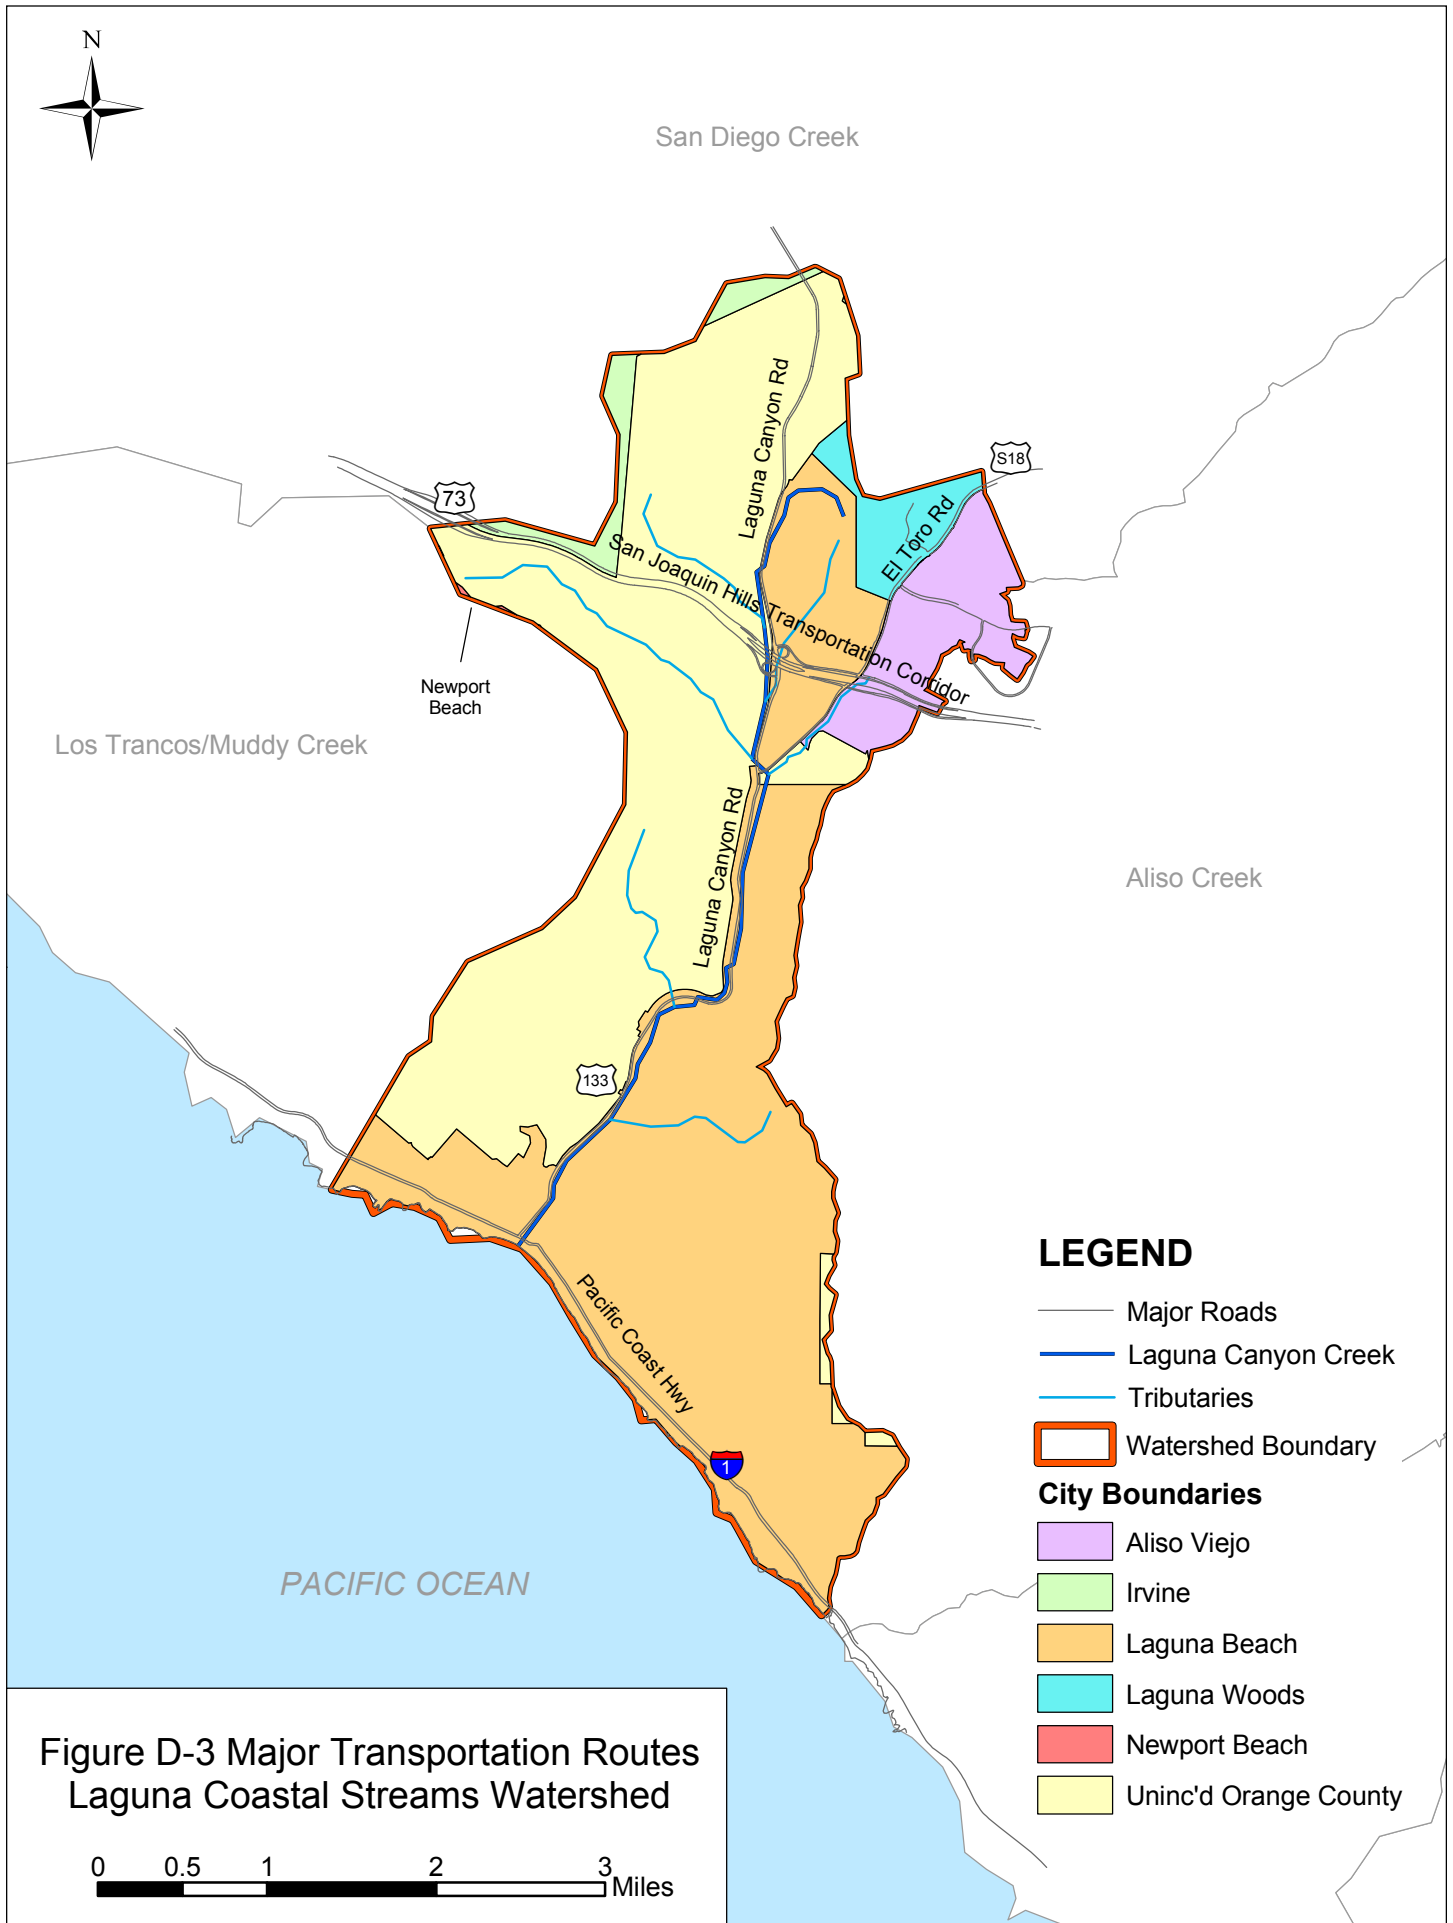 N
San Diego Creek
Laguna Canyon Rd
S18
73
El Toro Rd
San Joaquin Hills Transportation Corridor
Newport
Beach
Los Trancos/Muddy Creek
Laguna Canyon Rd
Aliso Creek
133
Pacific Coast Hwy
1
PACIFIC OCEAN
LEGEND
Major Roads
Laguna Canyon Creek
Tributaries
Watershed Boundary
City Boundaries
Aliso Viejo
Irvine
Laguna Beach
Laguna Woods
Newport Beach
Uninc'd Orange County
Figure D-3 Major Transportation Routes
Laguna Coastal Streams Watershed
0 0.5 1 2 3
Miles